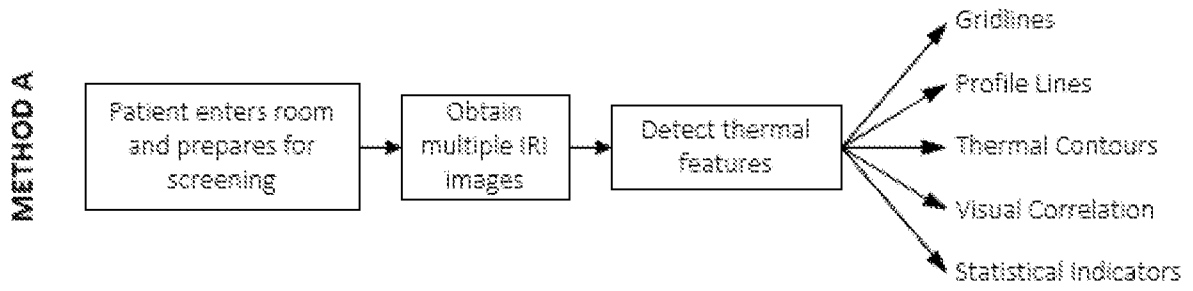 METHOD A
Patient enters room
and prepares for
screening
Obtain
multiple IR
images
Detect thermal
features
Gridlines
Profile Lines
Thermal Contours
Visual Correlation
Statistical Indicators